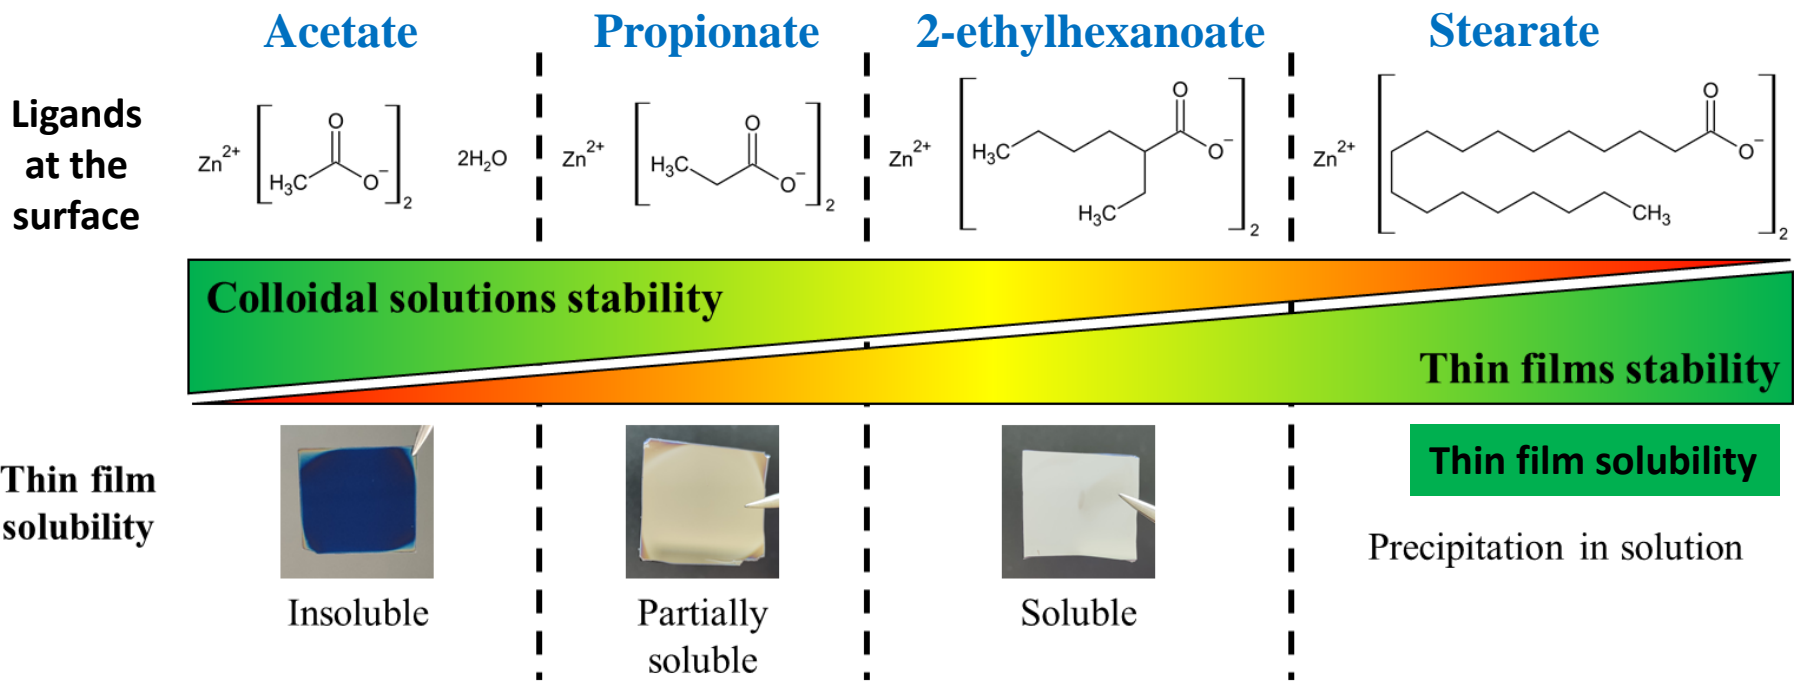 Acetate
Propionate
2-ethylhexanoate
Stearate
Ligands
at the
surface
Zn2+
H3C
O
O−
2
2H2O
Zn2+
H3C
O
O−
2
Zn2+
H3C
H3C
O
O−
2
Zn2+
O
O−
CH3
2
Colloidal solutions stability
Thin films stability
Thin film
solubility
Insoluble
Partially
soluble
Soluble
Thin film solubility
Precipitation in solution